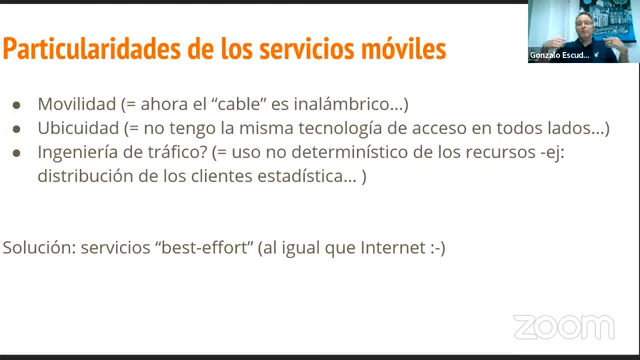 Particularidades de los servicios móviles
Gonzalo Escud...
● Movilidad (= ahora el “cable” es inalámbrico…)
● Ubicuidad (= no tengo la misma tecnología de acceso en todos lados…)
● Ingeniería de tráfico? (= uso no determinístico de los recursos -ej:
distribución de los clientes estadística… )
Solución: servicios “best-effort” (al igual que Internet :-)
zoom